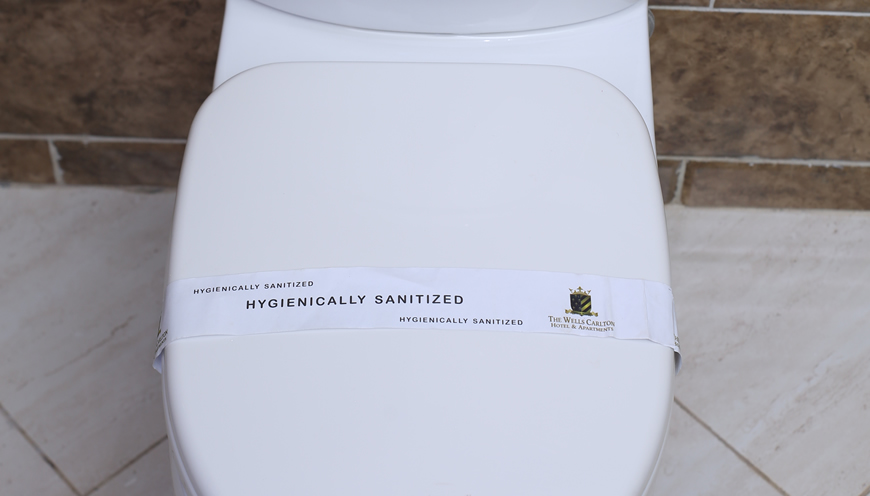 HYGIENICALLY SANITIZED
HYGIENICALLY SANITIZED
HYGIENICALLY SANITIZED
THE WELLS CARLTON
HOTEL & APARTMENTS